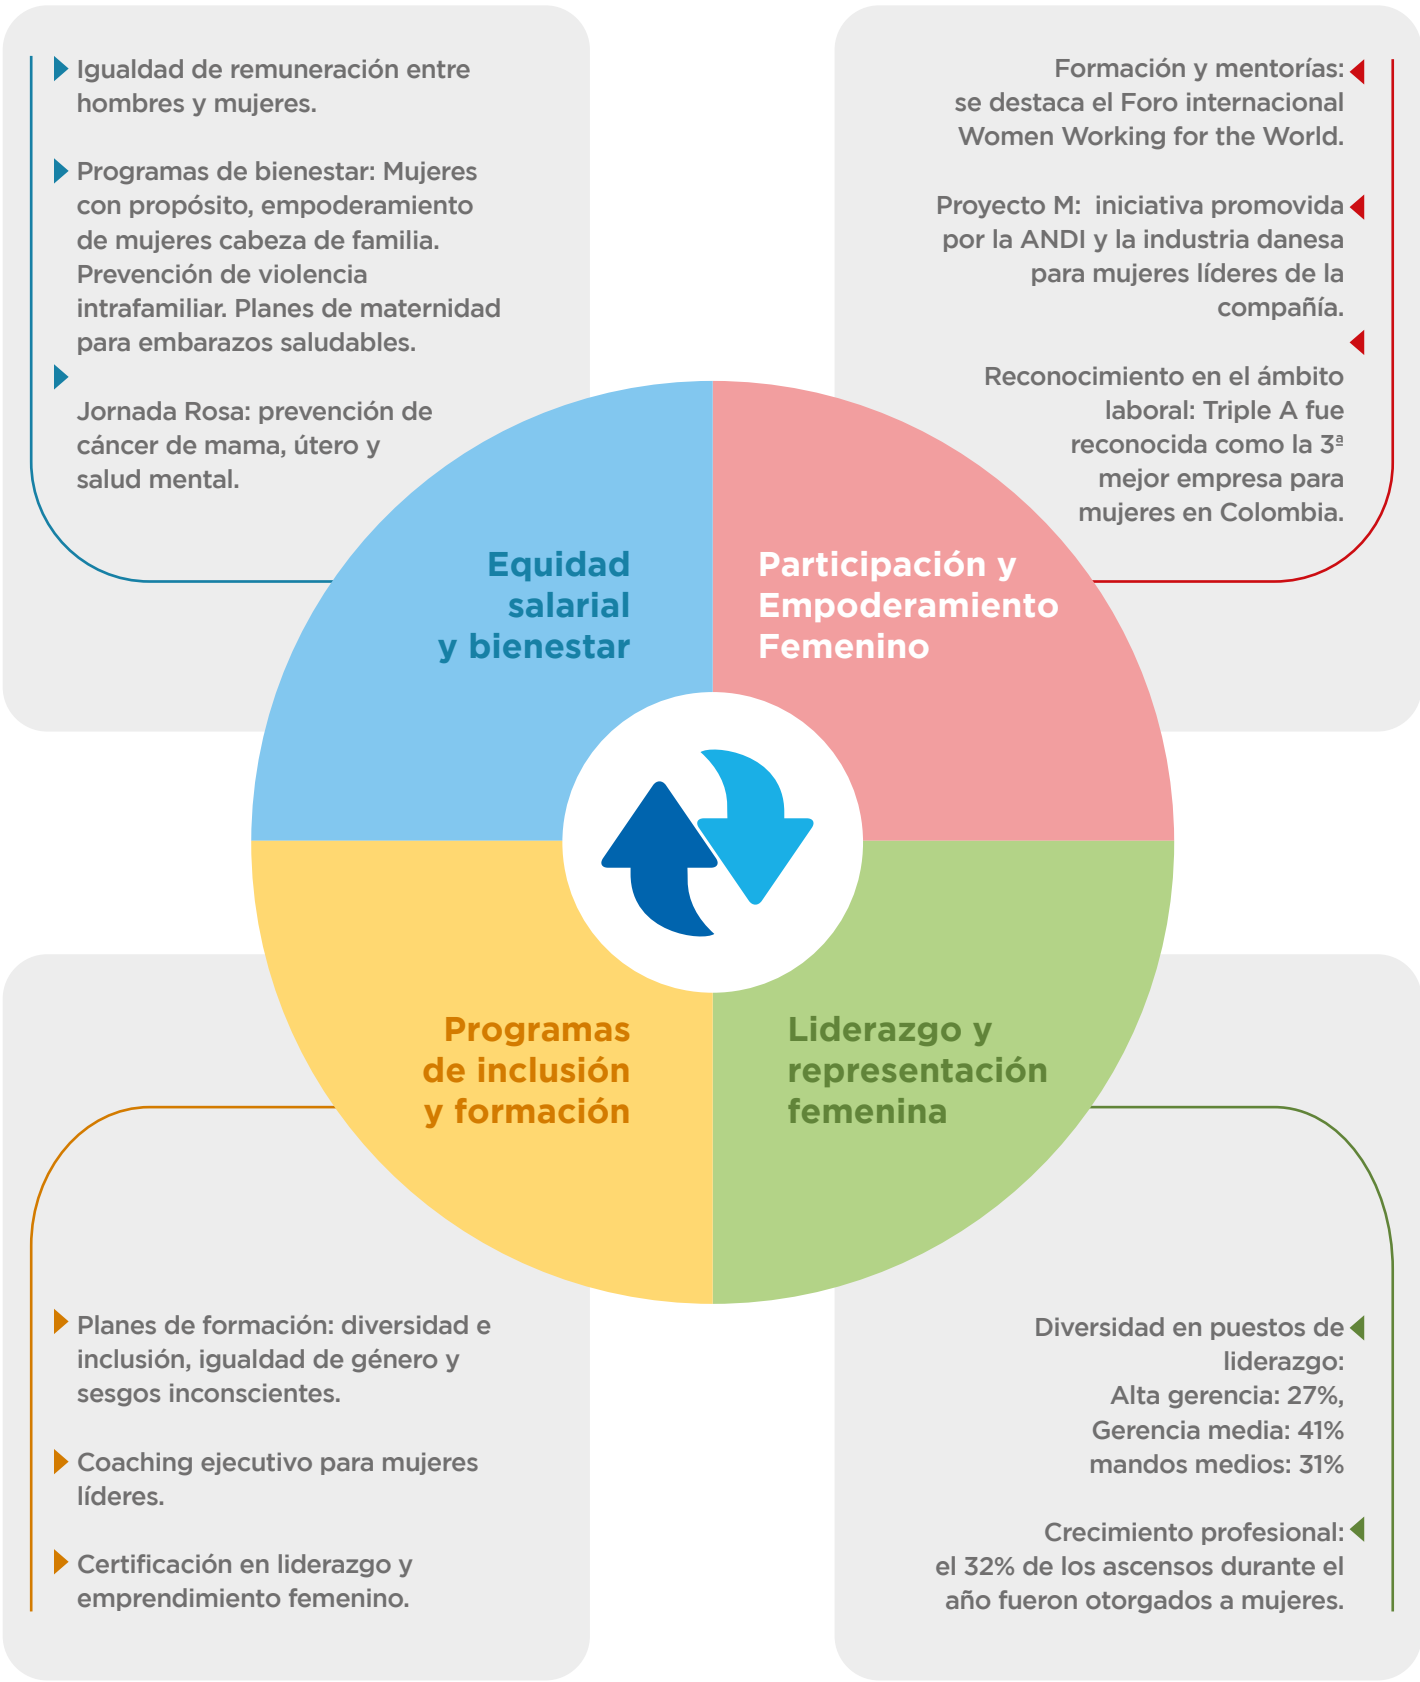 Igualdad de remuneración entre
hombres y mujeres.
Programas de bienestar: Mujeres
con propósito, empoderamiento
de mujeres cabeza de familia.
Prevención de violencia
intrafamiliar. Planes de maternidad
para embarazos saludables.
Jornada Rosa: prevención de
cáncer de mama, útero y
salud mental.
Equidad
salarial
y bienestar
Formación y mentorías:
se destaca el Foro internacional
Women Working for the World.
Proyecto M: iniciativa promovida
por la ANDI y la industria danesa
para mujeres líderes de la
compañía.
Reconocimiento en el ámbito
laboral: Triple A fue
reconocida como la 3ª
mejor empresa para
mujeres en Colombia.
Participación y
Empoderamiento
Femenino
Programas
de inclusión
y formación
Planes de formación: diversidad e
inclusión, igualdad de género y
sesgos inconscientes.
Coaching ejecutivo para mujeres
líderes.
Certificación en liderazgo y
emprendimiento femenino.
Liderazgo y
representación
femenina
Diversidad en puestos de
liderazgo:
Alta gerencia: 27%,
Gerencia media: 41%
mandos medios: 31%
Crecimiento profesional:
el 32% de los ascensos durante el
año fueron otorgados a mujeres.